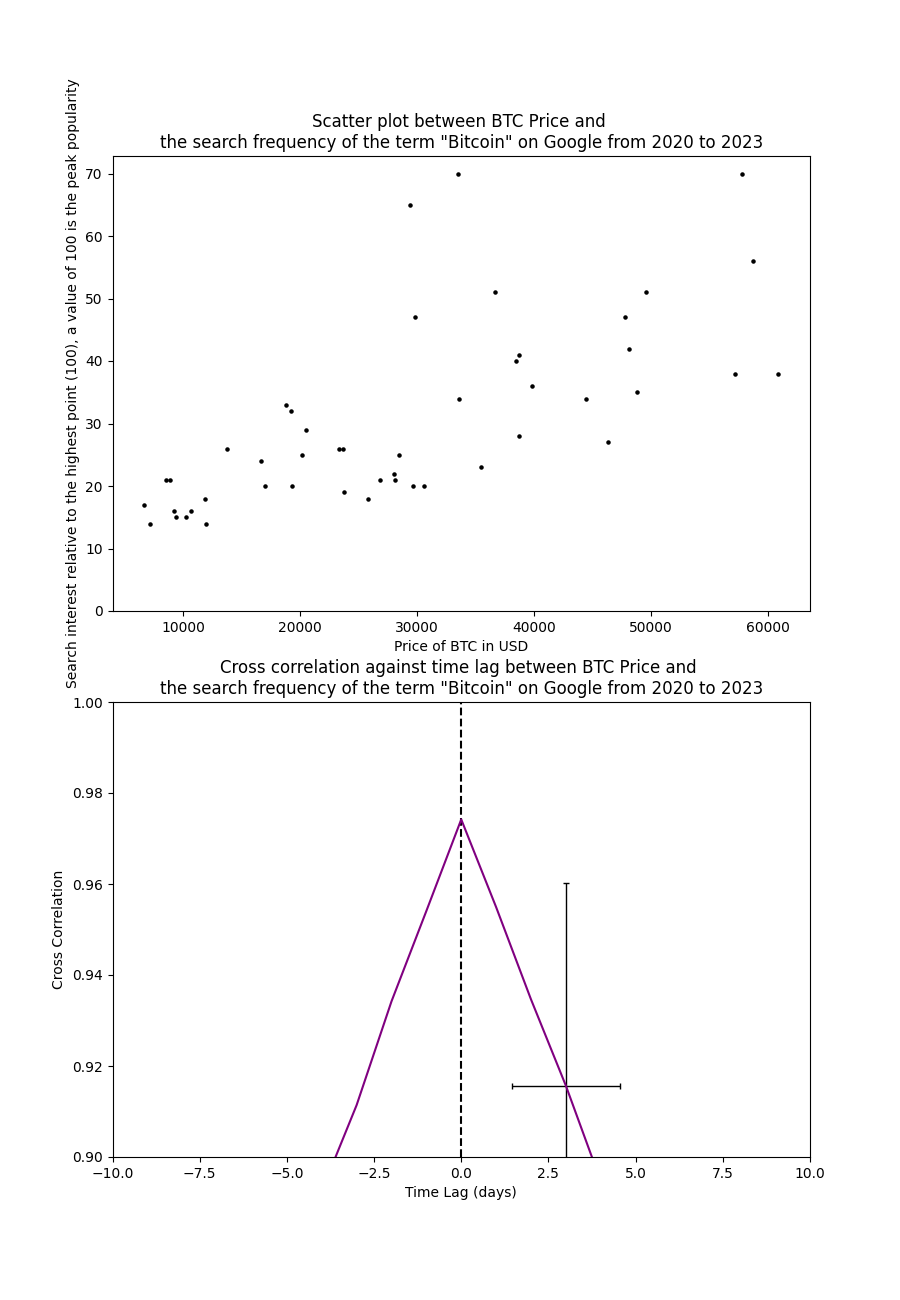 Scatter plot between BTC Price and
the search frequency of the term "Bitcoin" on Google from 2020 to 2023
Search interest relative to the highest point (100), a value of 100 is the peak popularity
70
60
50
40
30
20
10
0
10000 20000 30000 40000 50000 60000
Price of BTC in USD
Cross correlation against time lag between BTC Price and
the search frequency of the term "Bitcoin" on Google from 2020 to 2023
Cross Correlation
1.00
0.98
0.96
0.94
0.92
0.90
−10.0 −7.5 −5.0 −2.5 0.0 2.5 5.0 7.5 10.0
Time Lag (days)